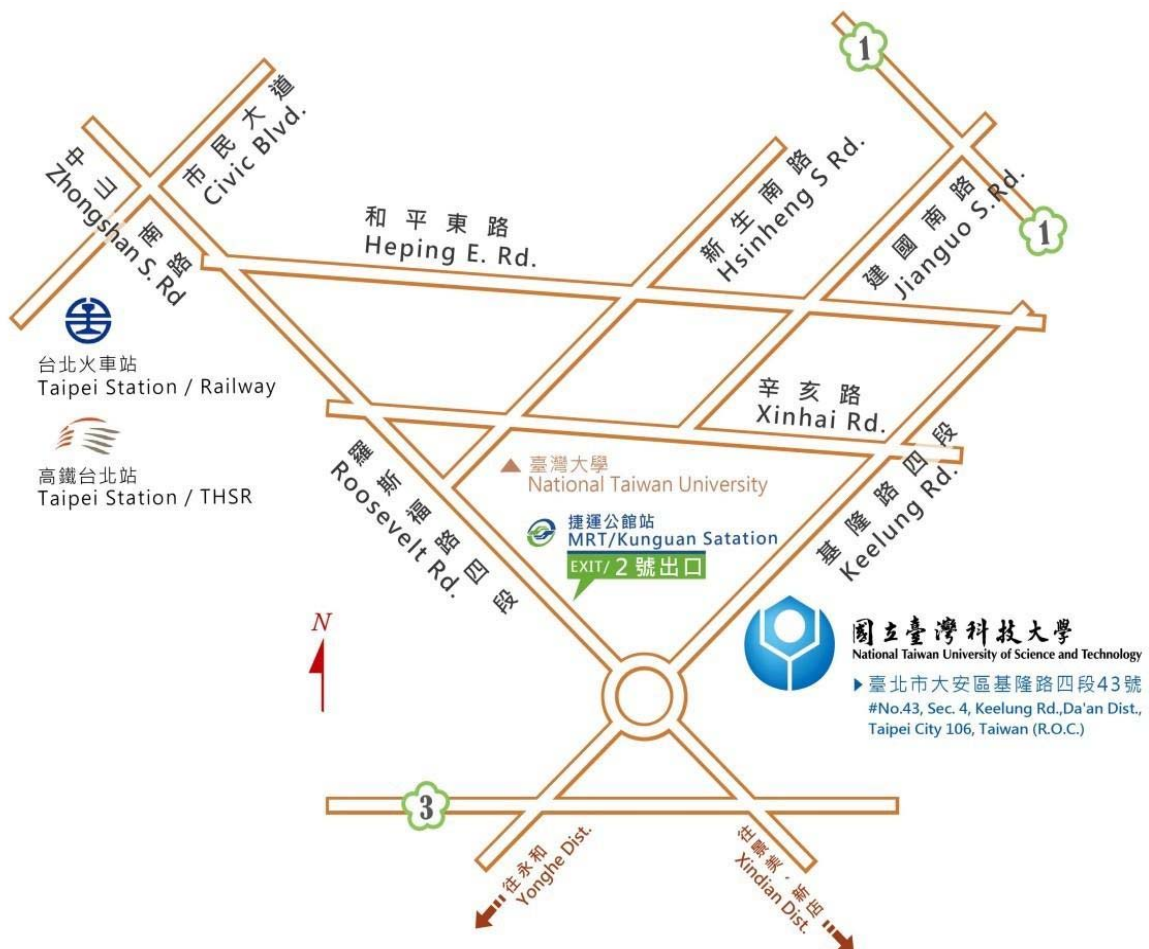 1
市民大道
Civic Blvd.
中山南路
Zhongshan S. Rd
和平東路
Heping E. Rd.
新生南路
Hsinheng S Rd.
建國南路
Jianguo S.Rd.
1
台北火車站
Taipei Station / Railway
高鐵台北站
Taipei Station / THSR
辛亥路
Xinhai Rd.
羅斯福路四段
Roosevelt Rd.
臺灣大學
National Taiwan University
捷運公館站
MRT/Kunguan Satation
EXIT/ 2 號出口
基隆路四段
Keelung Rd.
N
國立臺灣科技大學
National Taiwan University of Science and Technology
臺北市大安區基隆路四段43號
#No.43, Sec. 4, Keelung Rd.,Da'an Dist.,
Taipei City 106, Taiwan (R.O.C.)
3
往永和
Yonghe Dist.
往景美、新店
Xindian Dist.